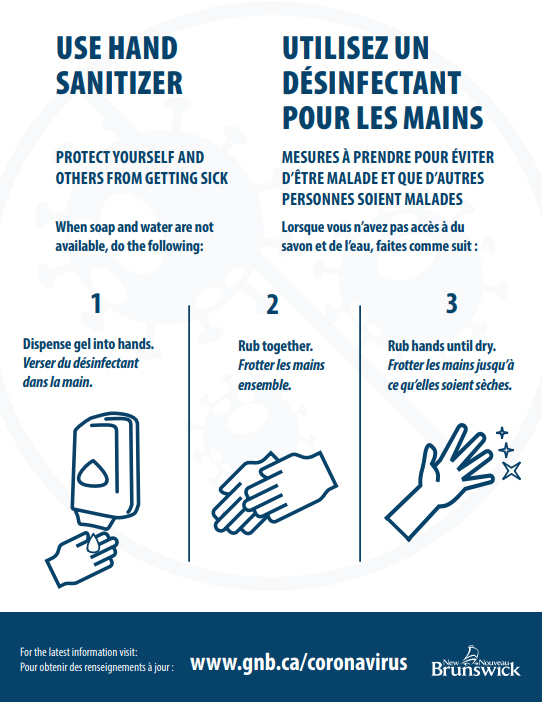 USE HAND
SANITIZER
PROTECT YOURSELF AND
OTHERS FROM GETTING SICK
When soap and water are not
available, do the following:
UTILISEZ UN
DÉSINFECTANT
POUR LES MAINS
MESURES À PRENDRE POUR ÉVITER
D’ÊTRE MALADE ET QUE D’AUTRES
PERSONNES SOIENT MALADES
Lorsque vous n’avez pas accès à du
savon et de l’eau, faites comme suit :
1
Dispense gel into hands.
Verser du désinfectant
dans la main.
2
Rub together.
Frotter les mains
ensemble.
3
Rub hands until dry.
Frotter les mains jusqu’à
ce qu’elles soient sèches.
For the latest information visit:
Pour obtenir des renseignements à jour :
www.gnb.ca/coronavirus
New Nouveau
Brunswick